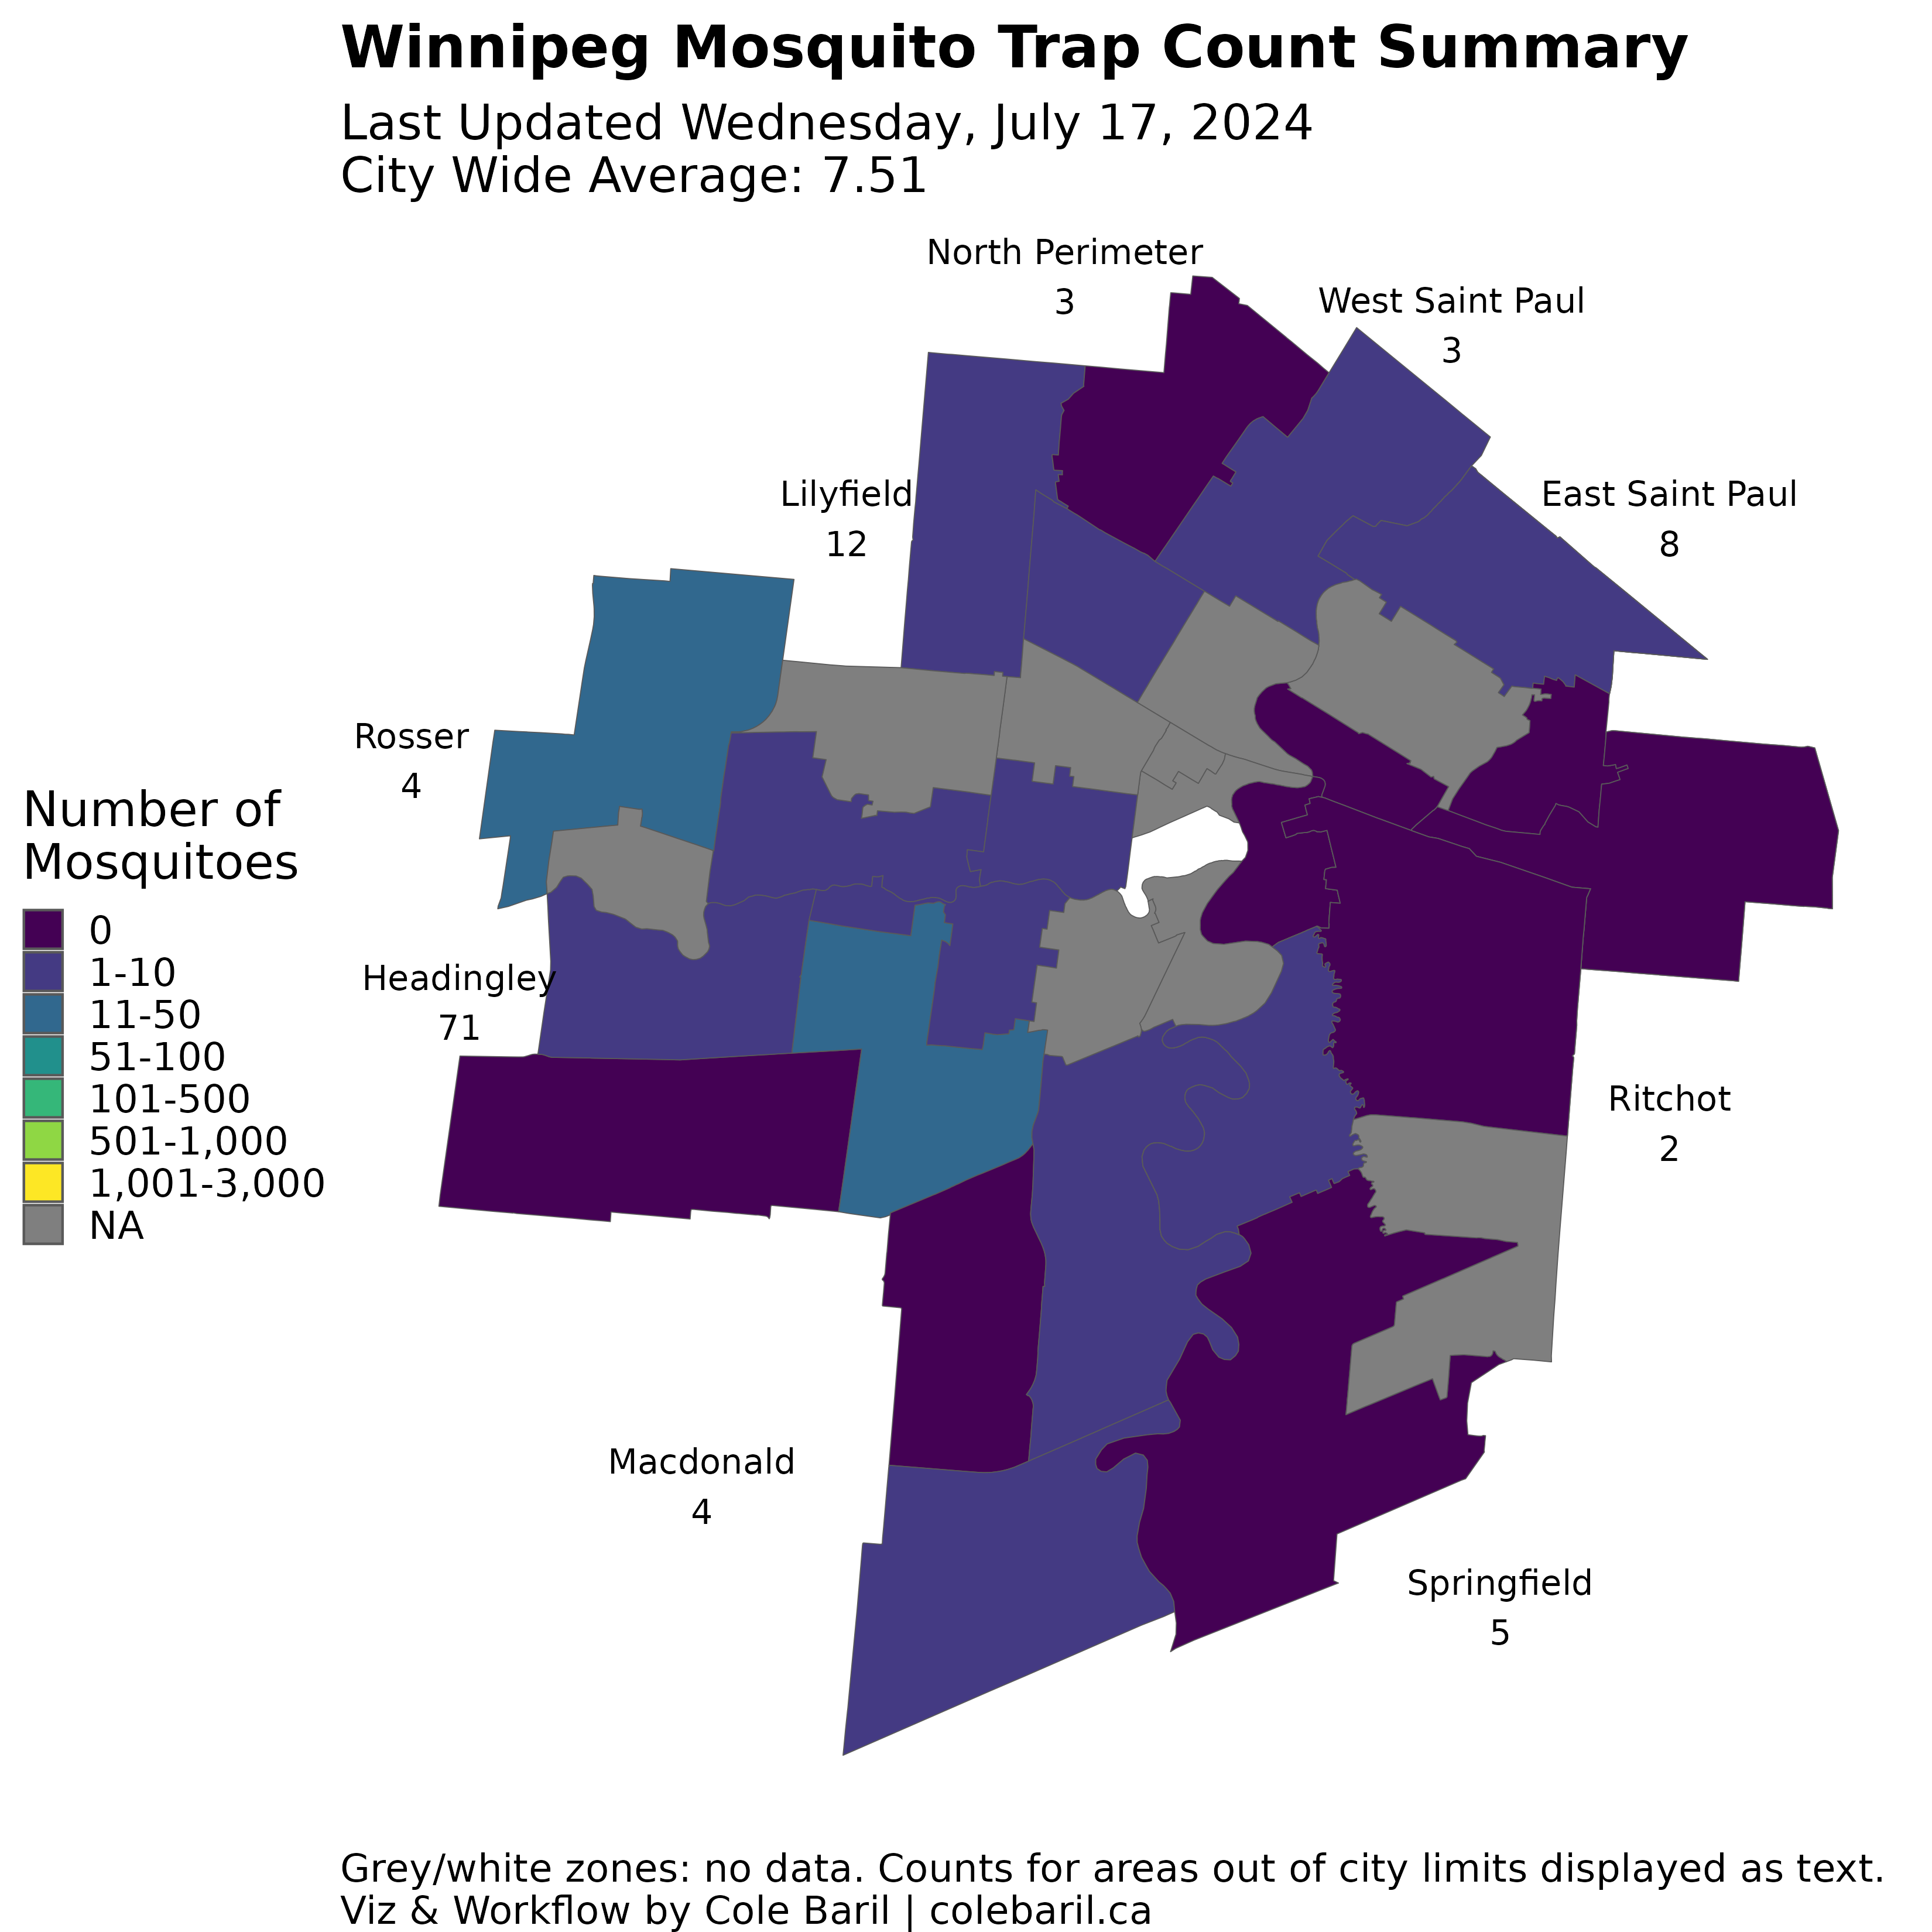 Winnipeg Mosquito Trap Count Summary
Last Updated Wednesday, July 17, 2024
City Wide Average: 7.51
North Perimeter
3
West Saint Paul
3
Lilyfield
12
East Saint Paul
8
Rosser
4
Number of
Mosquitoes
0
1-10
11-50
51-100
101-500
501-1,000
1,001-3,000
NA
Headingley
71
Ritchot
2
Macdonald
4
Springfield
5
Grey/white zones: no data. Counts for areas out of city limits displayed as text.
Viz & Workflow by Cole Baril | colebaril.ca